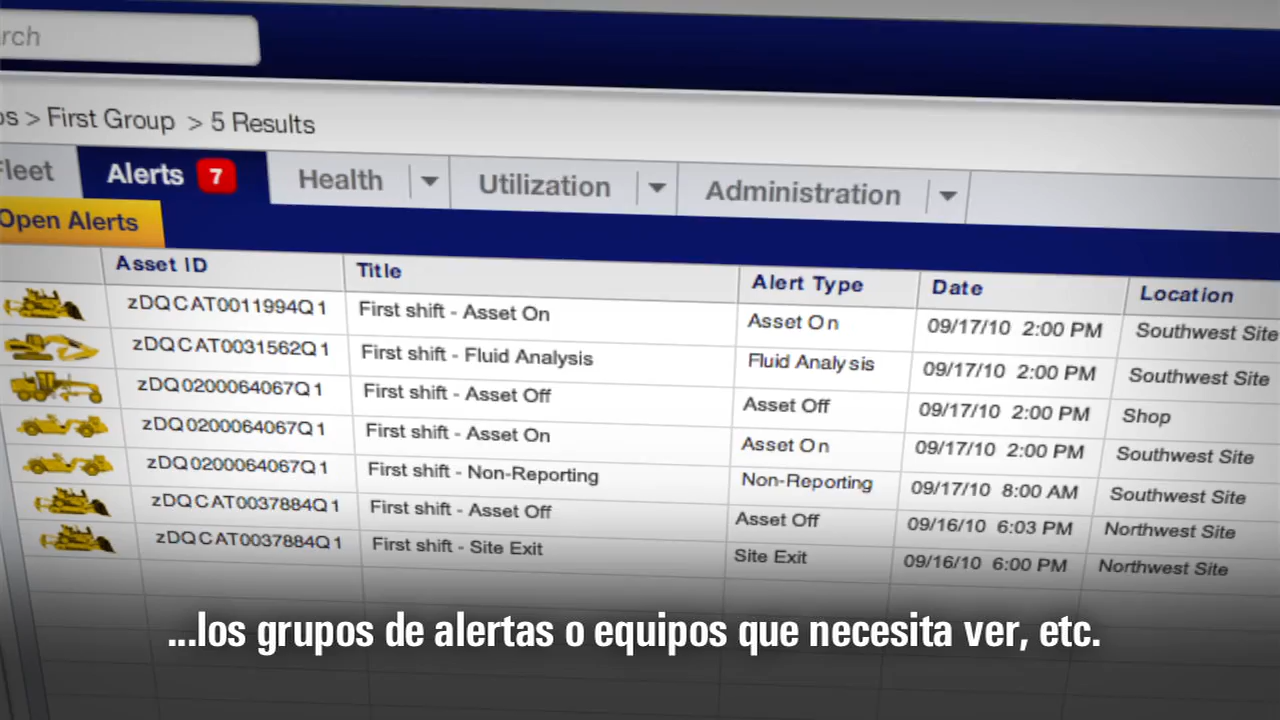 rch
os > First Group > 5 Results
Fleet Alerts 7 Health Utilization Administration
Open Alerts
Asset ID Title Alert Type Date Location
zDQCAT0011994Q1 First shift - Asset On Asset On 09/17/10 2:00 PM Southwest Site
zDQCAT0031562Q1 First shift - Fluid Analysis Fluid Analysis 09/17/10 2:00 PM Southwest Site
zDQ0200064067Q1 First shift - Asset Off Asset Off 09/17/10 2:00 PM Shop
zDQ0200064067Q1 First shift - Asset On Asset On 09/17/10 2:00 PM Southwest Site
zDQ0200064067Q1 First shift - Non-Reporting Non-Reporting 09/17/10 8:00 AM Southwest Site
zDQCAT0037884Q1 First shift - Asset Off Asset Off 09/16/10 6:03 PM Northwest Site
zDQCAT0037884Q1 First shift - Site Exit Site Exit 09/16/10 6:00 PM Northwest Site
...los grupos de alertas o equipos que necesita ver, etc.